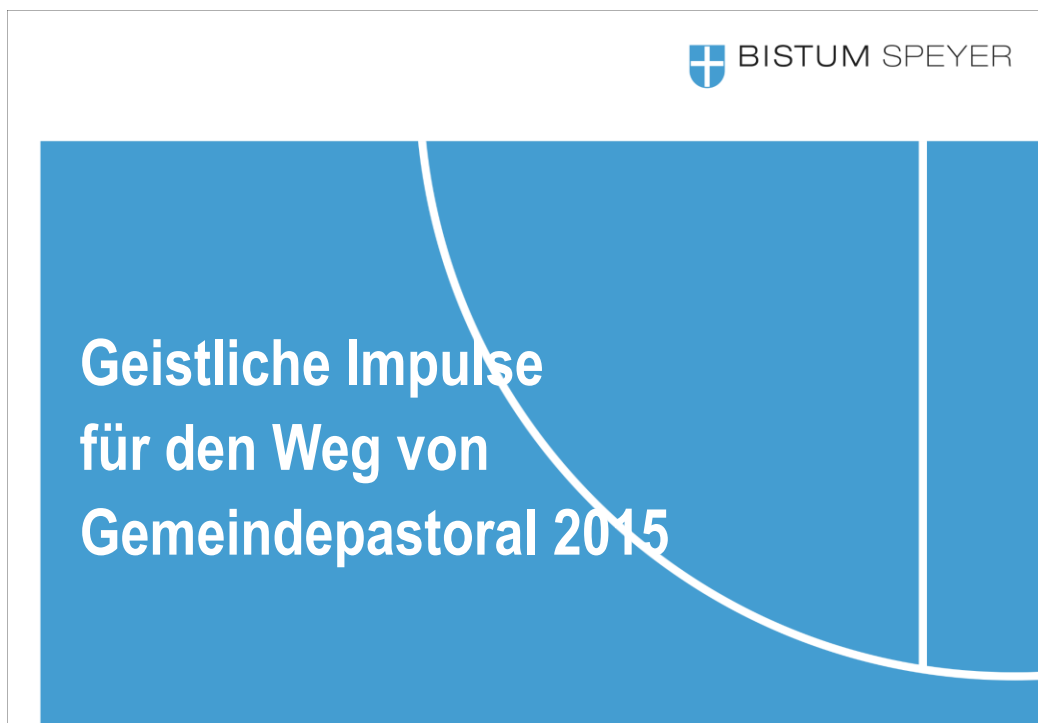 BISTUM SPEYER
Geistliche Impulse
für den Weg von
Gemeindepastoral 2015